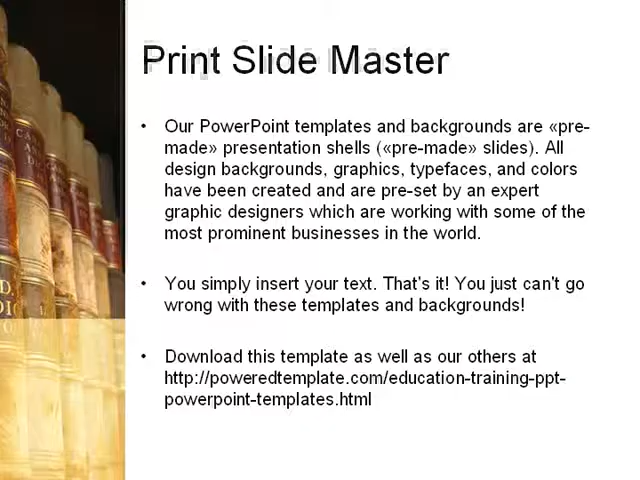 Print Slide Master
• Our PowerPoint templates and backgrounds are «pre-
made» presentation shells («pre-made» slides). All
design backgrounds, graphics, typefaces, and colors
have been created and are pre-set by an expert
graphic designers which are working with some of the
most prominent businesses in the world.
• You simply insert your text. That's it! You just can't go
wrong with these templates and backgrounds!
• Download this template as well as our others at
http://poweredtemplate.com/education-training-ppt-
powerpoint-templates.html